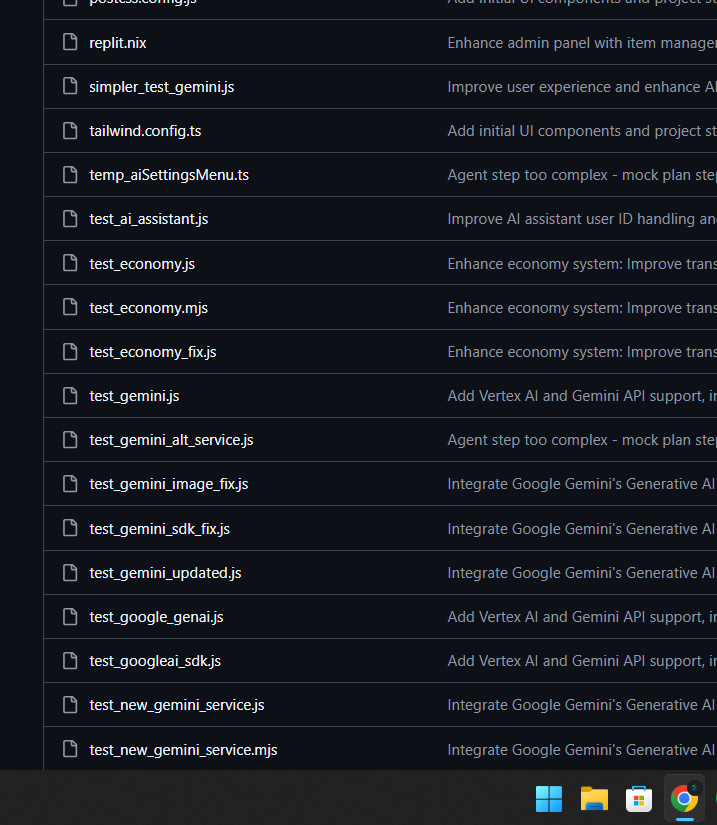 postcss.config.js Add initial UI components and project st
replit.nix Enhance admin panel with item manager
simpler_test_gemini.js Improve user experience and enhance AI
tailwind.config.ts Add initial UI components and project st
temp_aiSettingsMenu.ts Agent step too complex - mock plan step
test_ai_assistant.js Improve AI assistant user ID handling and
test_economy.js Enhance economy system: Improve trans
test_economy.mjs Enhance economy system: Improve trans
test_economy_fix.js Enhance economy system: Improve trans
test_gemini.js Add Vertex AI and Gemini API support, in
test_gemini_alt_service.js Agent step too complex - mock plan step
test_gemini_image_fix.js Integrate Google Gemini's Generative AI
test_gemini_sdk_fix.js Integrate Google Gemini's Generative AI
test_gemini_updated.js Integrate Google Gemini's Generative AI
test_google_genai.js Add Vertex AI and Gemini API support, in
test_googleai_sdk.js Add Vertex AI and Gemini API support, in
test_new_gemini_service.js Integrate Google Gemini's Generative AI
test_new_gemini_service.mjs Integrate Google Gemini's Generative AI